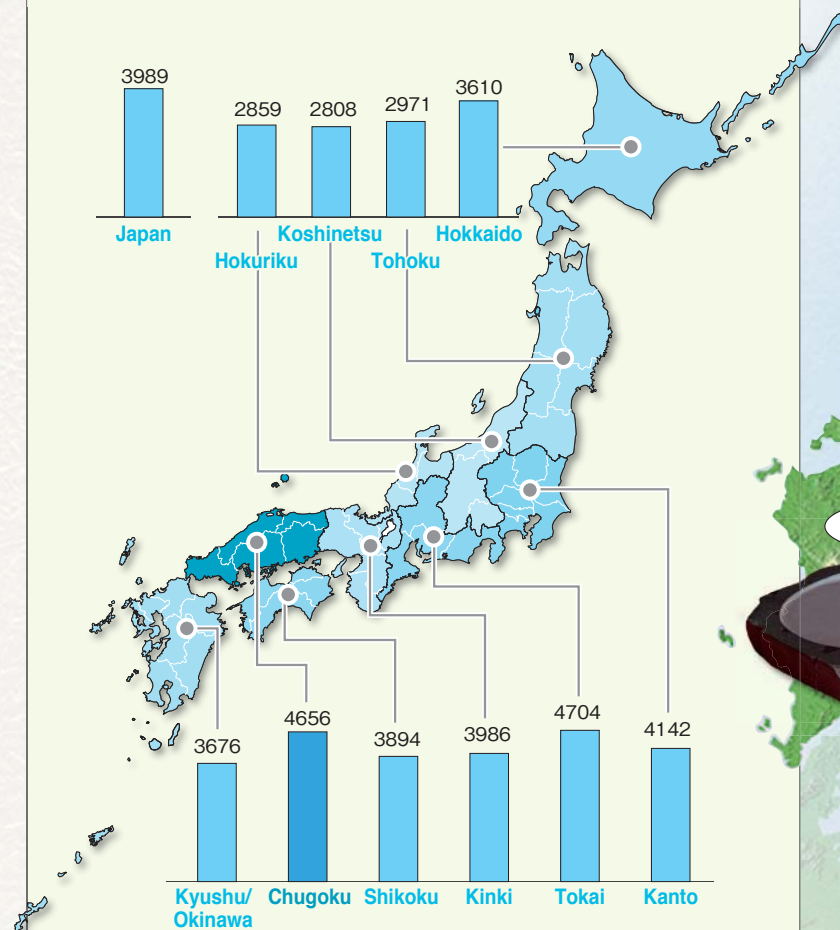 3989
2859
2808
2971
3610
Japan
Hokuriku
Koshinetsu
Tohoku
Hokkaido
3676
4656
3894
3986
4704
4142
Kyushu/
Okinawa
Chugoku
Shikoku
Kinki
Tokai
Kanto